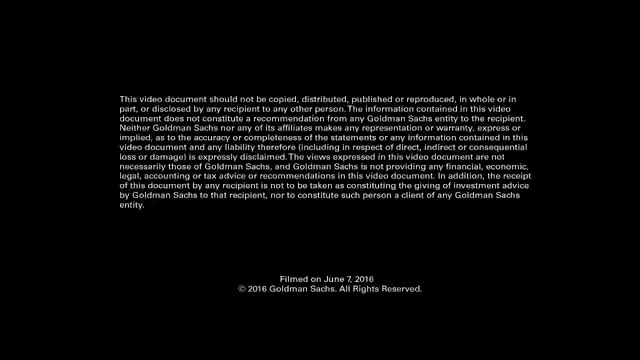 This video document should not be copied, distributed, published or reproduced, in whole or in
part, or disclosed by any recipient to any other person. The information contained in this video
document does not constitute a recommendation from any Goldman Sachs entity to the recipient.
Neither Goldman Sachs nor any of its affiliates makes any representation or warranty, express or
implied, as to the accuracy or completeness of the statements or any information contained in this
video document and any liability therefore (including in respect of direct, indirect or consequential
loss or damage) is expressly disclaimed. The views expressed in this video document are not
necessarily those of Goldman Sachs, and Goldman Sachs is not providing any financial, economic,
legal, accounting or tax advice or recommendations in this video document. In addition, the receipt
of this document by any recipient is not to be taken as constituting the giving of investment advice
by Goldman Sachs to that recipient, nor to constitute such person a client of any Goldman Sachs
entity.
Filmed on June 7, 2016
© 2016 Goldman Sachs. All Rights Reserved.